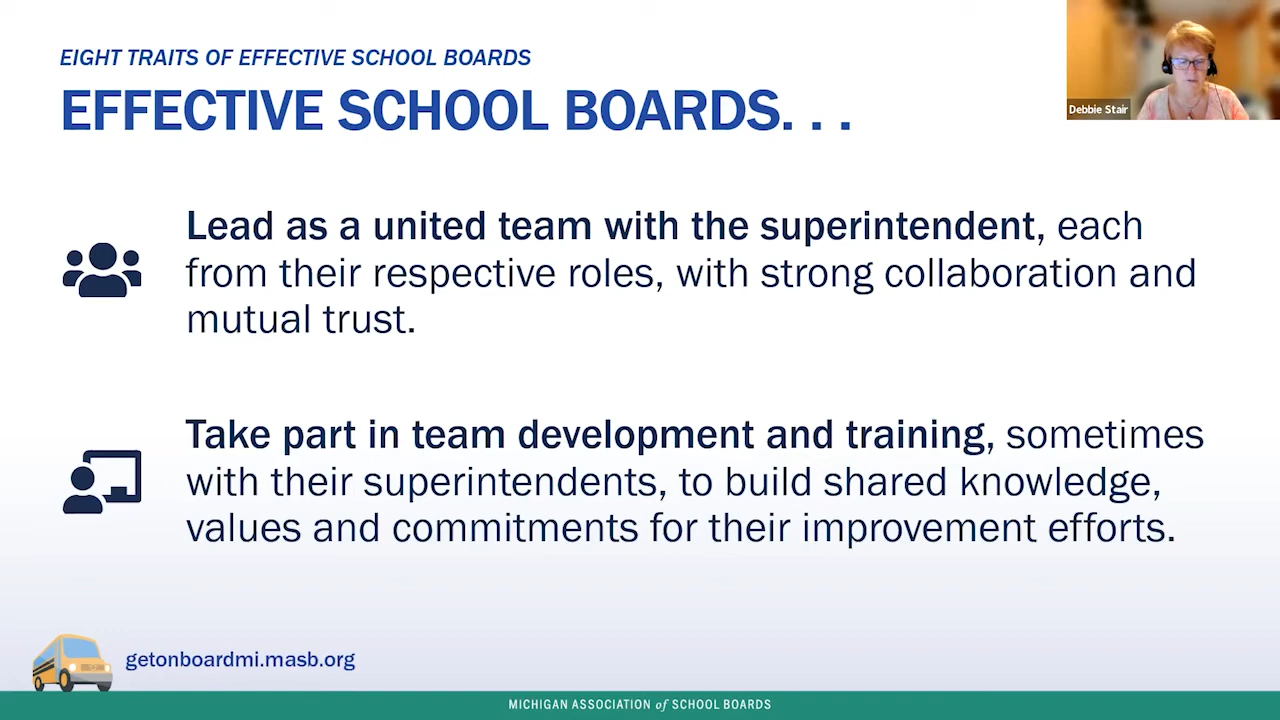 EIGHT TRAITS OF EFFECTIVE SCHOOL BOARDS
EFFECTIVE SCHOOL BOARDS. . .
Debbie Stair
Lead as a united team with the superintendent, each
from their respective roles, with strong collaboration and
mutual trust.
Take part in team development and training, sometimes
with their superintendents, to build shared knowledge,
values and commitments for their improvement efforts.
getonboardmi.masb.org
MICHIGAN ASSOCIATION of SCHOOL BOARDS